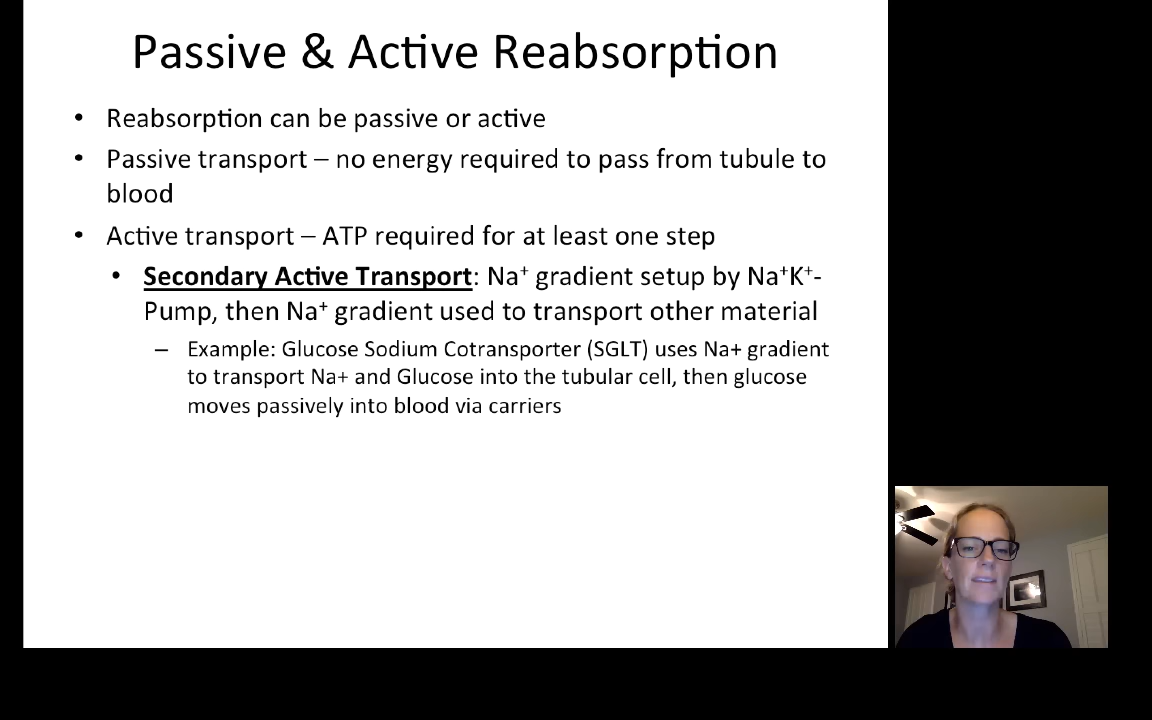 Passive & Active Reabsorption
• Reabsorption can be passive or active
• Passive transport – no energy required to pass from tubule to
blood
• Active transport – ATP required for at least one step
• Secondary Active Transport: Na⁺ gradient setup by Na⁺K⁺-
Pump, then Na⁺ gradient used to transport other material
– Example: Glucose Sodium Cotransporter (SGLT) uses Na+ gradient
to transport Na+ and Glucose into the tubular cell, then glucose
moves passively into blood via carriers